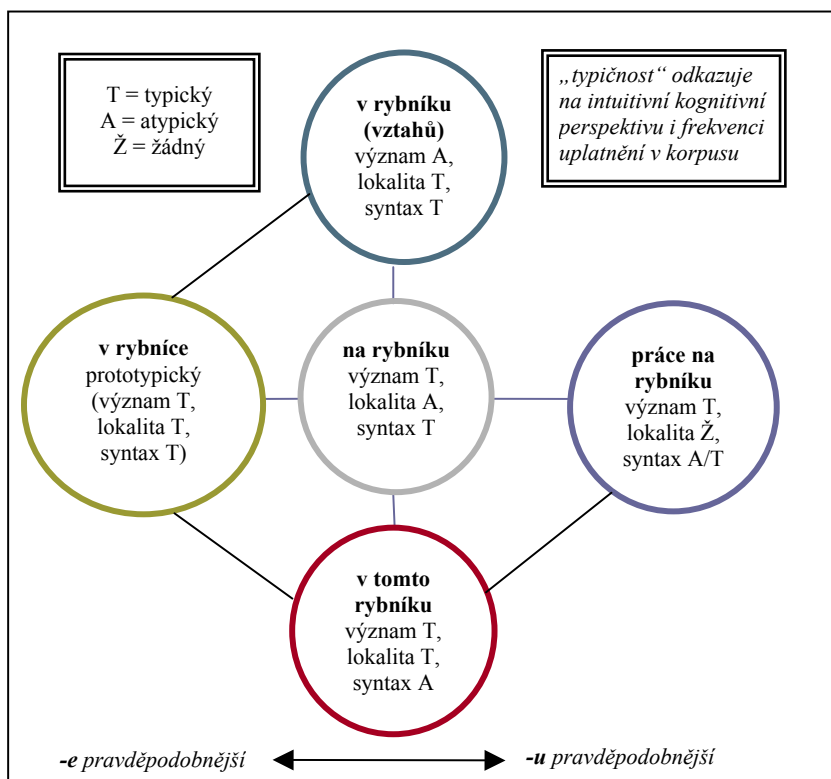 T = typický
A = atypický
Ž = žádný
„typičnost“ odkazuje
na intuitivní kognitivní
perspektivu i frekvenci
uplatnění v korpusu
v rybníku
(vztahů)
význam A,
lokalita T,
syntax T
v rybníce
prototypický
(význam T,
lokalita T,
syntax T)
na rybníku
význam T,
lokalita A,
syntax T
práce na
rybníku
význam T,
lokalita Ž,
syntax A/T
v tomto
rybníku
význam T,
lokalita T,
syntax A
-e pravděpodobnější
-u pravděpodobnější